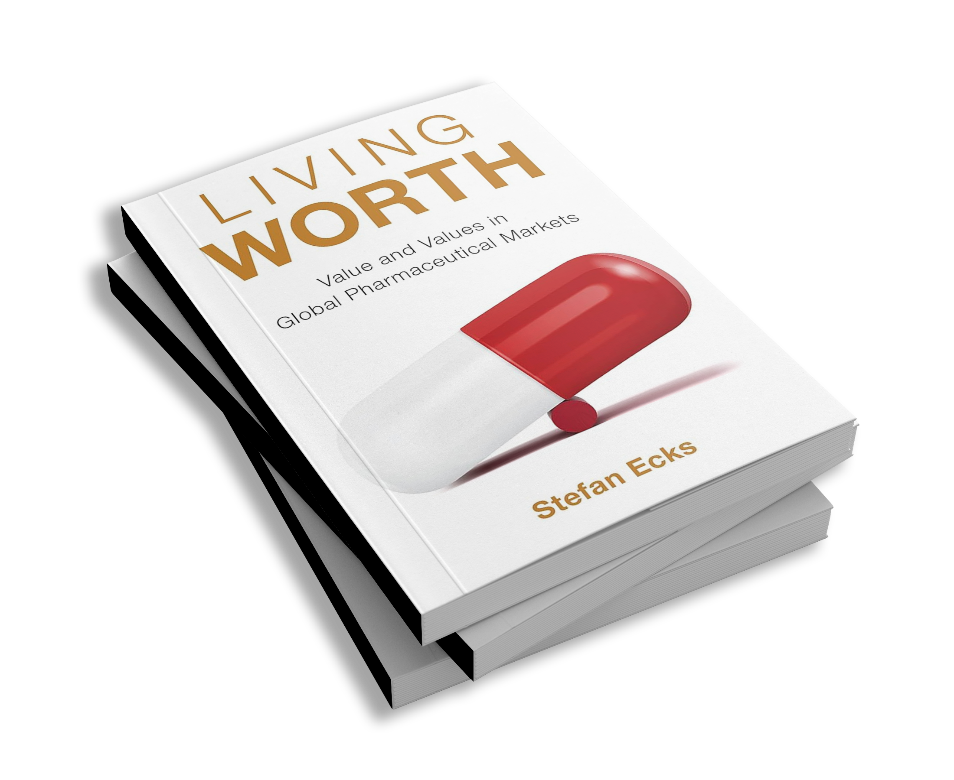 LIVING
WORTH
Value and Values in
Global Pharmaceutical Markets
Stefan Ecks